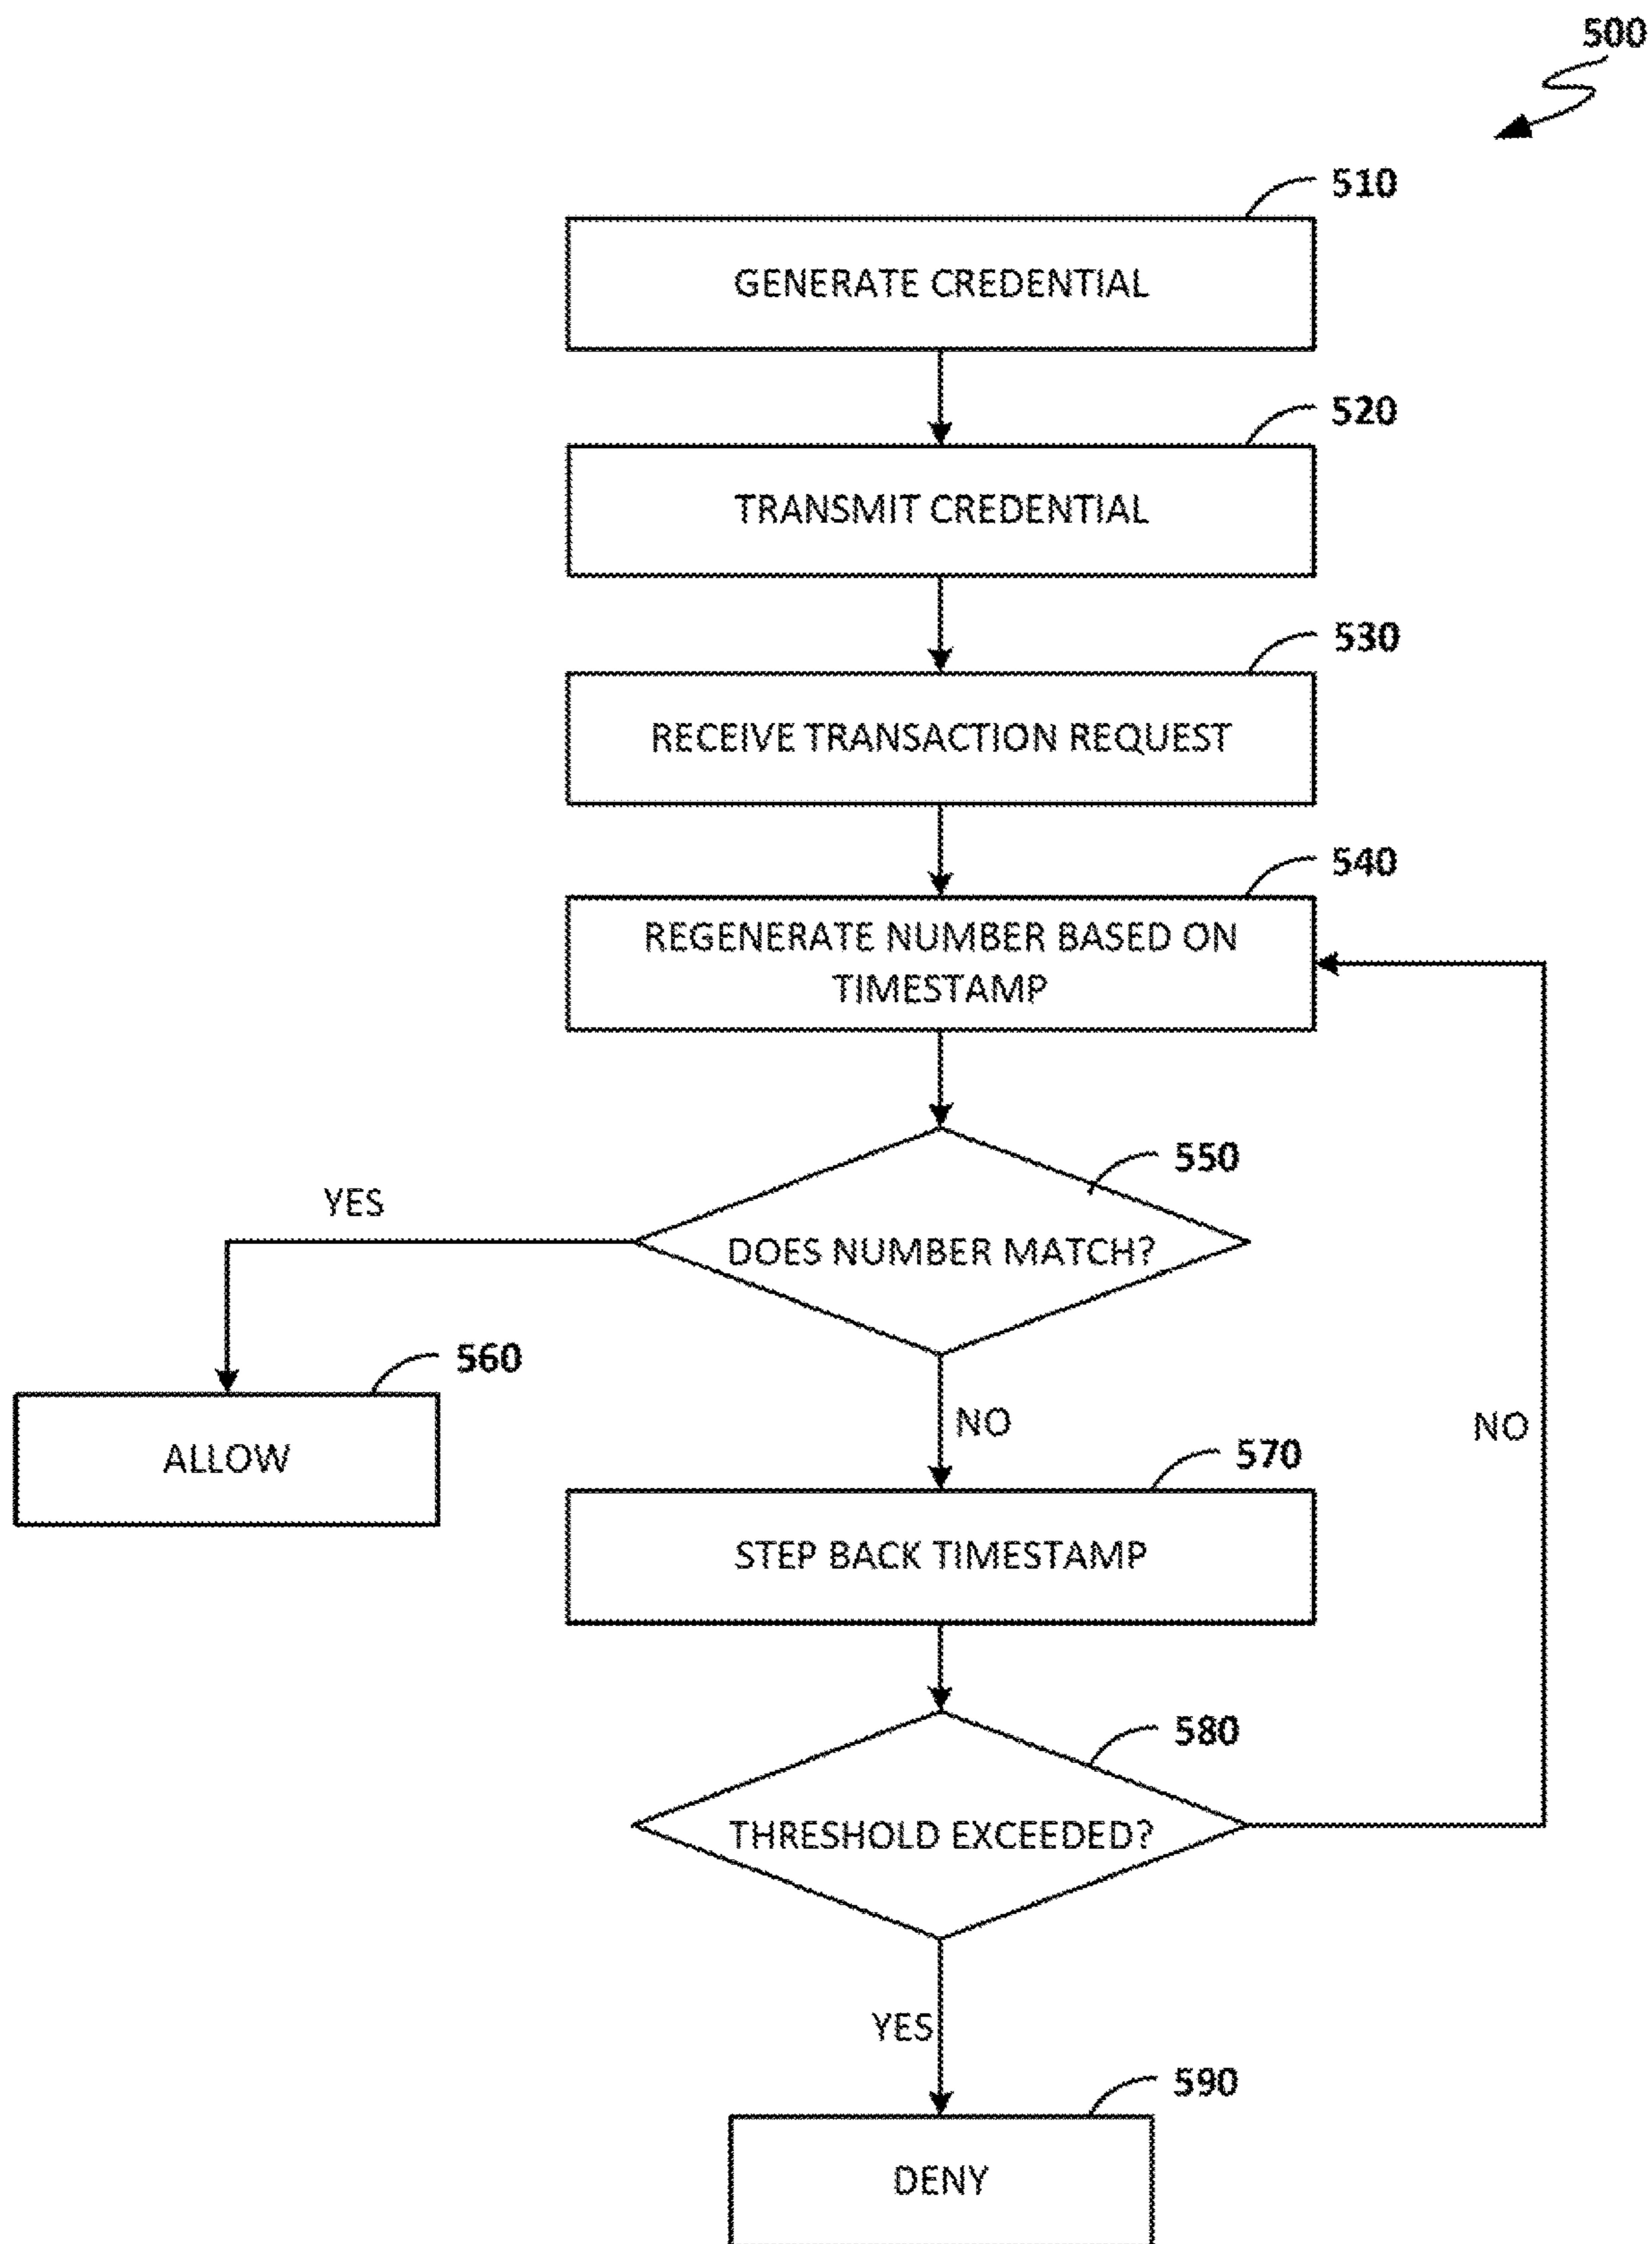 500
510
GENERATE CREDENTIAL
520
TRANSMIT CREDENTIAL
530
RECEIVE TRANSACTION REQUEST
540
REGENERATE NUMBER BASED ON
TIMESTAMP
550
YES
DOES NUMBER MATCH?
560
ALLOW
NO
NO
570
STEP BACK TIMESTAMP
580
THRESHOLD EXCEEDED?
YES
590
DENY